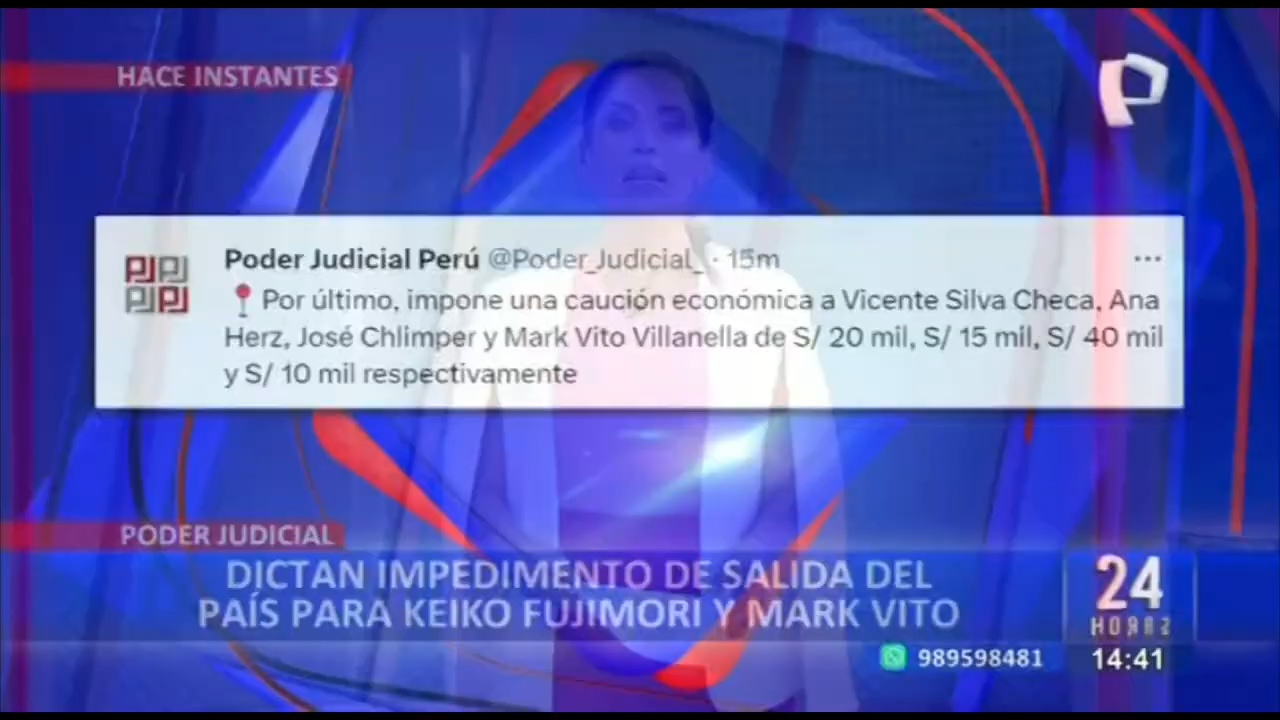 HACE INSTANTES
Poder Judicial Perú @Poder_Judicial_ · 15m
📍Por último, impone una caución económica a Vicente Silva Checa, Ana
Herz, José Chlimper y Mark Vito Villanella de S/ 20 mil, S/ 15 mil, S/ 40 mil
y S/ 10 mil respectivamente
PODER JUDICIAL
DICTAN IMPEDIMENTO DE SALIDA DEL
PAÍS PARA KEIKO FUJIMORI Y MARK VITO
24
989598481
14:41